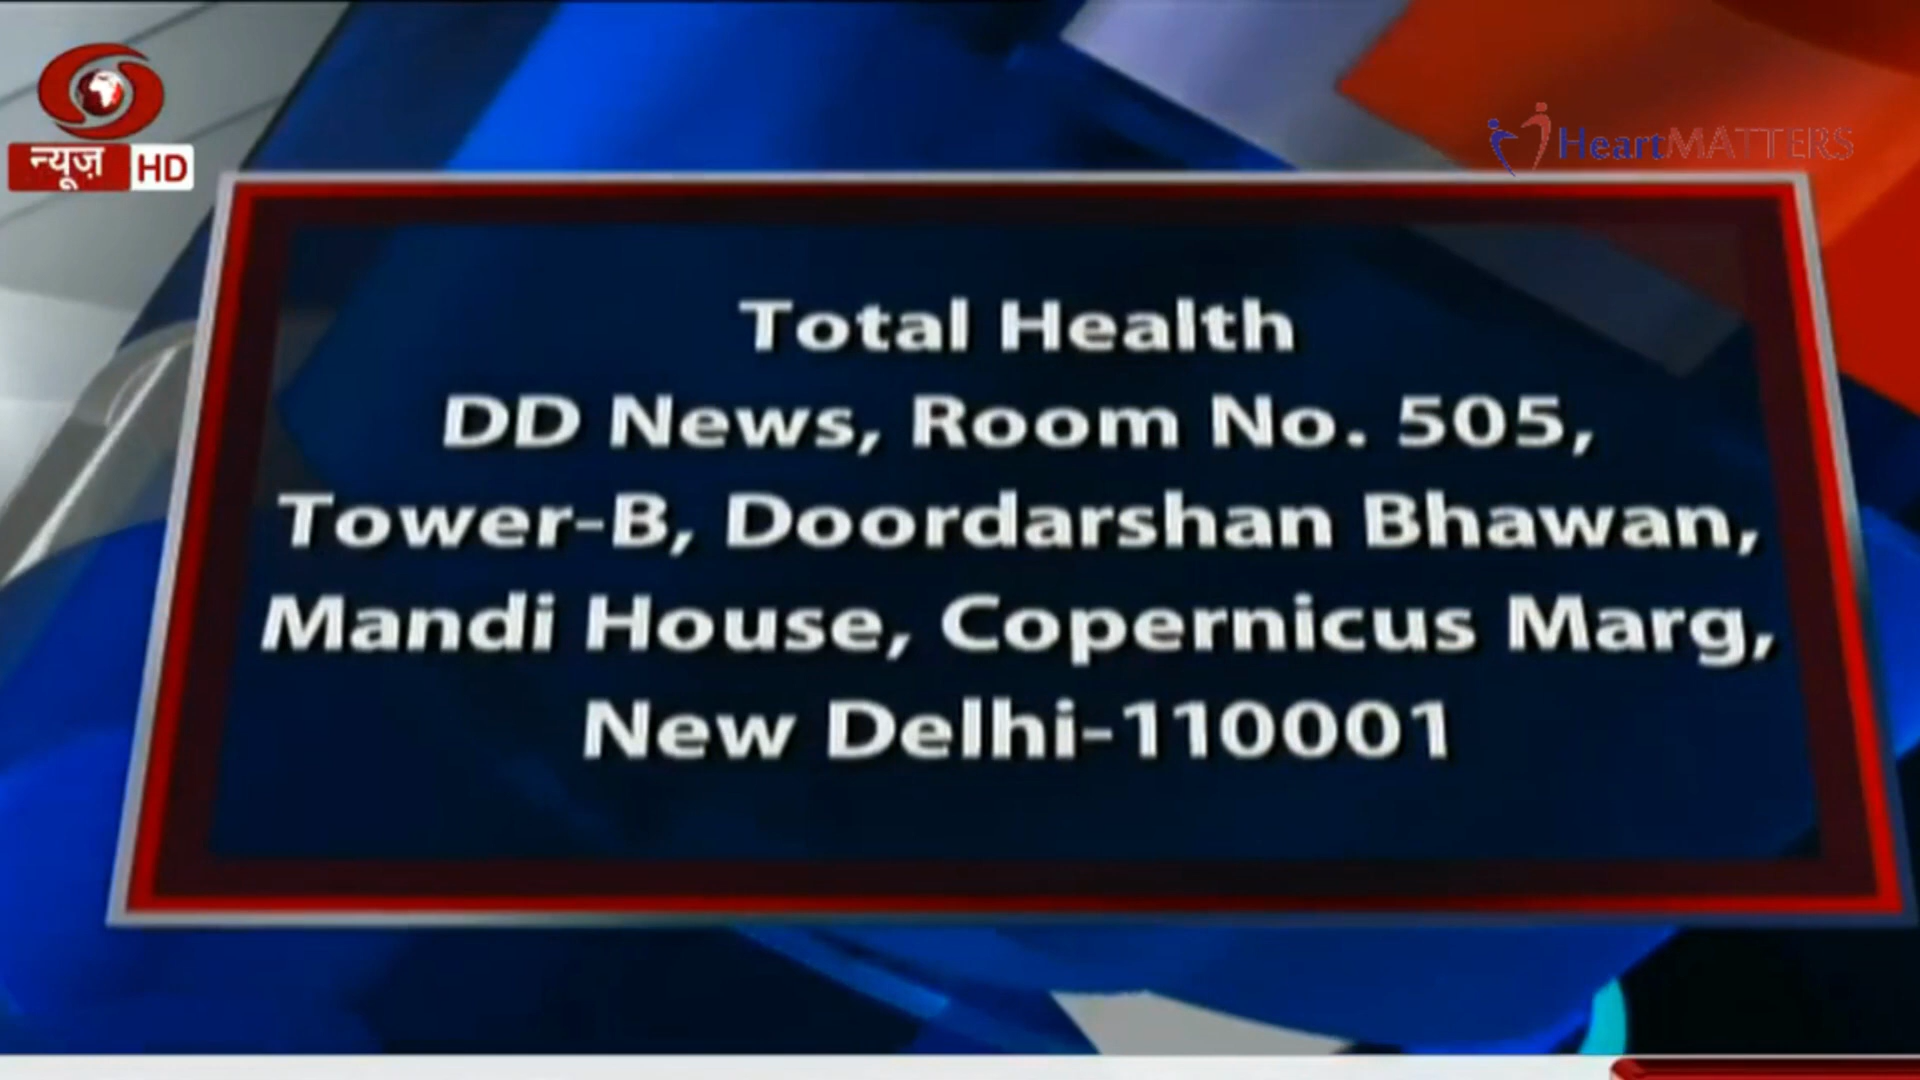 न्यूज़ HD
HeartMATTERS
Total Health
DD News, Room No. 505,
Tower-B, Doordarshan Bhawan,
Mandi House, Copernicus Marg,
New Delhi-110001